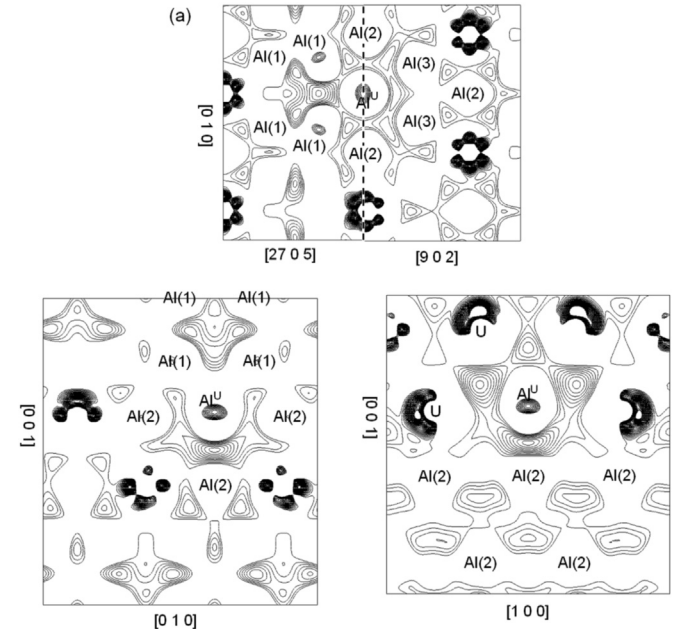 (a)
Al(2)
Al(1)
Al(1) Al(3)
Al(2)
Al^U
[0 1 0]
Al(1) Al(3)
Al(1) Al(2)
[27 0 5] [9 0 2]
Al(1) Al(1)
Al(1) Al(1)
Al^U
Al(2) Al(2)
[0 0 1]
Al(2)
[0 1 0]
U
Al^U
U
[0 0 1]
Al(2) Al(2) Al(2)
Al(2) Al(2)
[1 0 0]